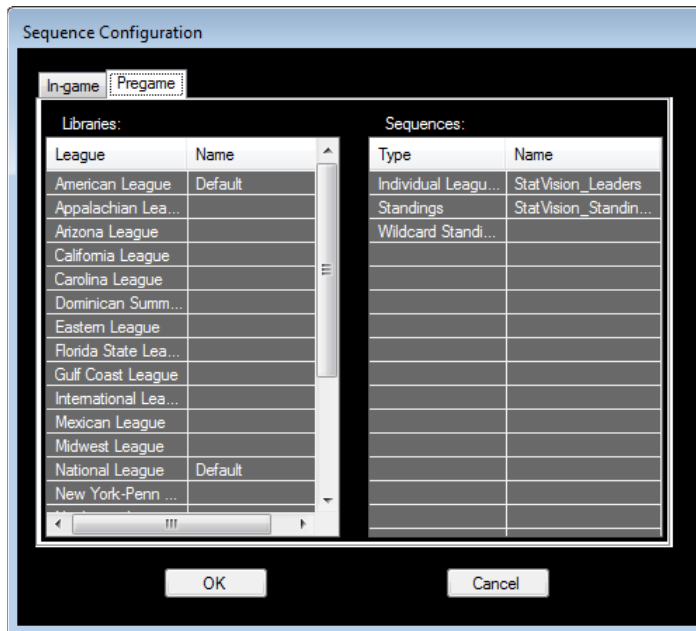 Sequence Configuration
In-game Pregame
Libraries:
League Name
American League Default
Appalachian Lea...
Arizona League
California League
Carolina League
Dominican Summ...
Eastern League
Florida State Lea...
Gulf Coast League
International Lea...
Mexican League
Midwest League
National League Default
New York-Penn ...
Sequences:
Type Name
Individual Leagu... StatVision_Leaders
Standings StatVision_Standin...
Wildcard Standi...
OK Cancel